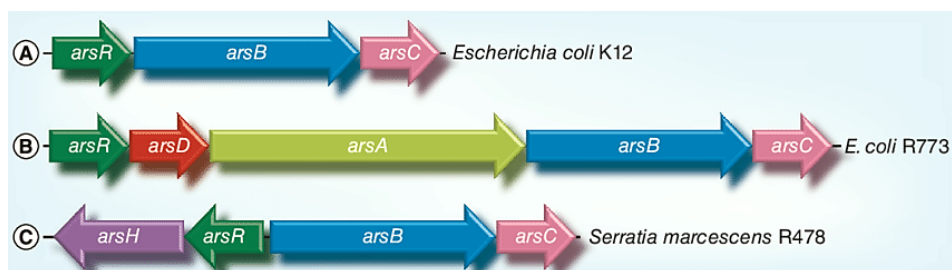 A arsR arsB arsC Escherichia coli K12
B arsR arsD arsA arsB arsC E. coli R773
C arsH arsR arsB arsC Serratia marcescens R478